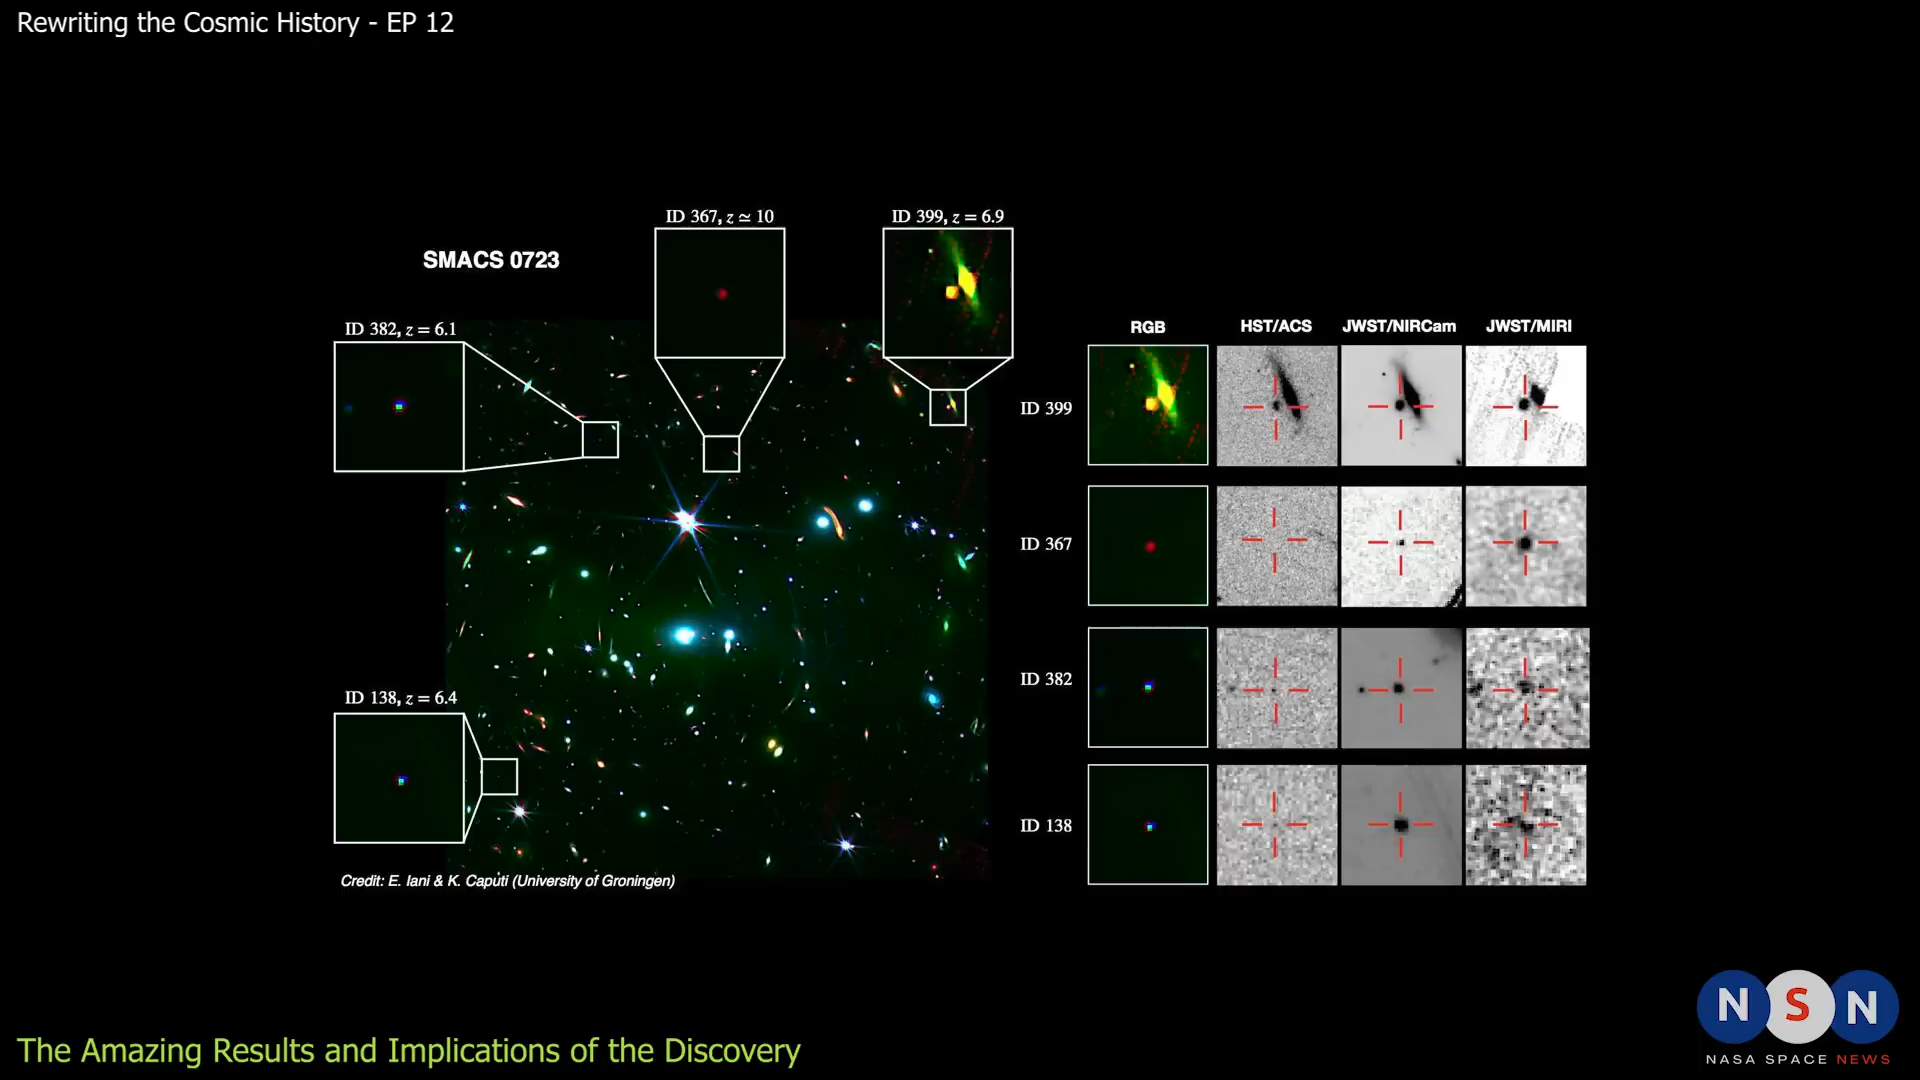 Rewriting the Cosmic History - EP 12
SMACS 0723
ID 367, z ≃ 10
ID 399, z = 6.9
ID 382, z = 6.1
ID 138, z = 6.4
Credit: E. Iani & K. Caputi (University of Groningen)
RGB
HST/ACS
JWST/NIRCam
JWST/MIRI
ID 399
ID 367
ID 382
ID 138
The Amazing Results and Implications of the Discovery
N S N
NASA SPACE NEWS